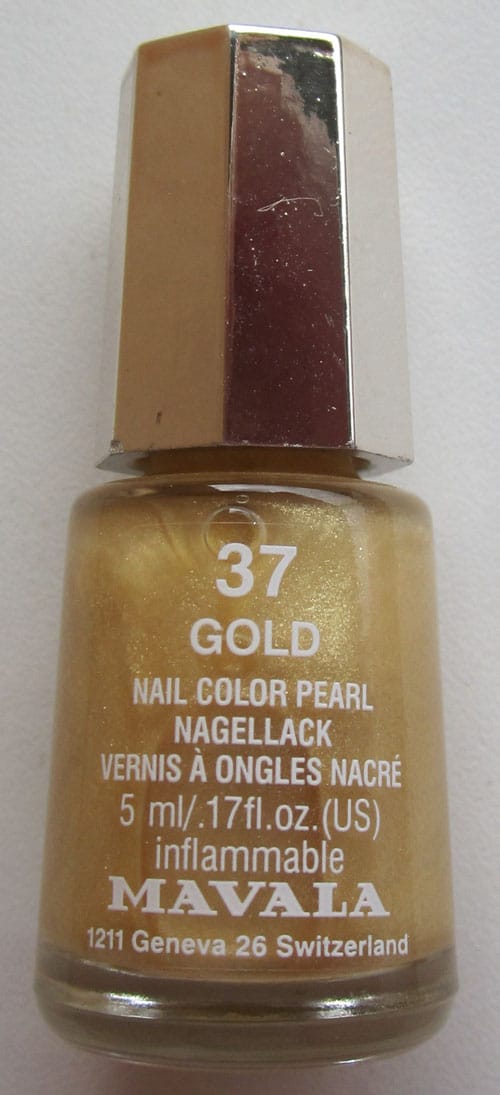 37
GOLD
NAIL COLOR PEARL
NAGELLACK
VERNIS À ONGLES NACRÉ
5 ml/.17fl.oz.(US)
inflammable
MAVALA
1211 Geneva 26 Switzerland